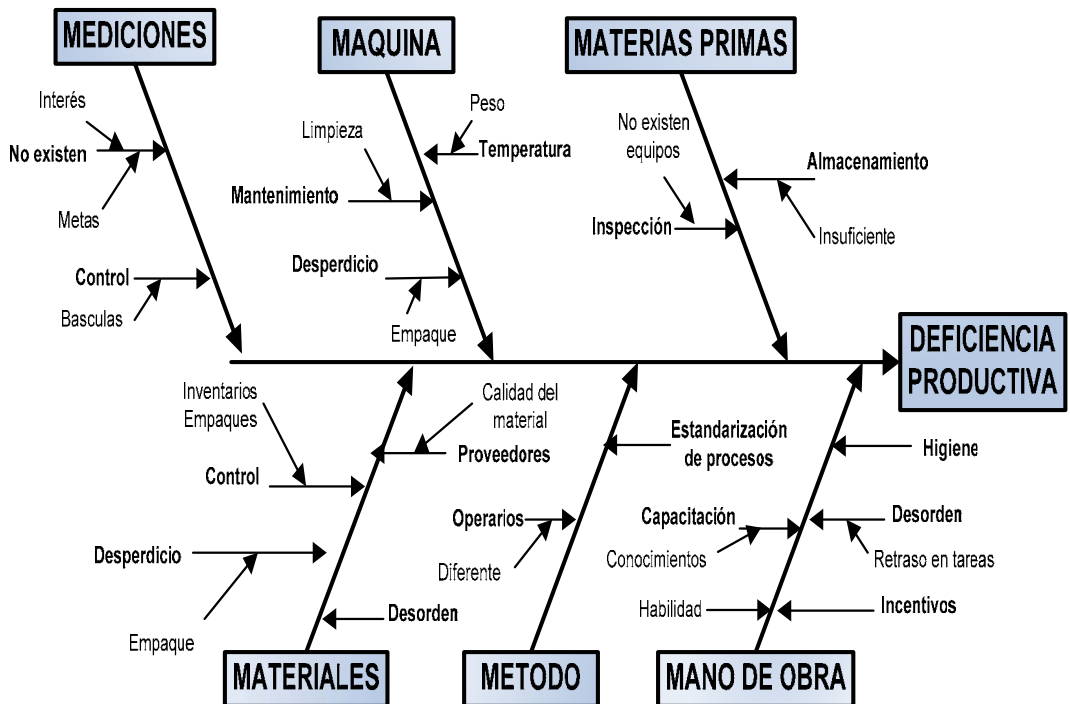 MEDICIONES
MAQUINA
MATERIAS PRIMAS
Interés
No existen
Metas
Control
Basculas
Peso
Limpieza
Temperatura
Mantenimiento
Desperdicio
Empaque
No existen
equipos
Almacenamiento
Inspección
Insuficiente
DEFICIENCIA
PRODUCTIVA
Inventarios
Empaques
Calidad del
material
Proveedores
Control
Desperdicio
Empaque
Desorden
Estandarización
de procesos
Operarios
Diferente
Higiene
Capacitación
Desorden
Conocimientos
Retraso en tareas
Habilidad
Incentivos
MATERIALES
METODO
MANO DE OBRA